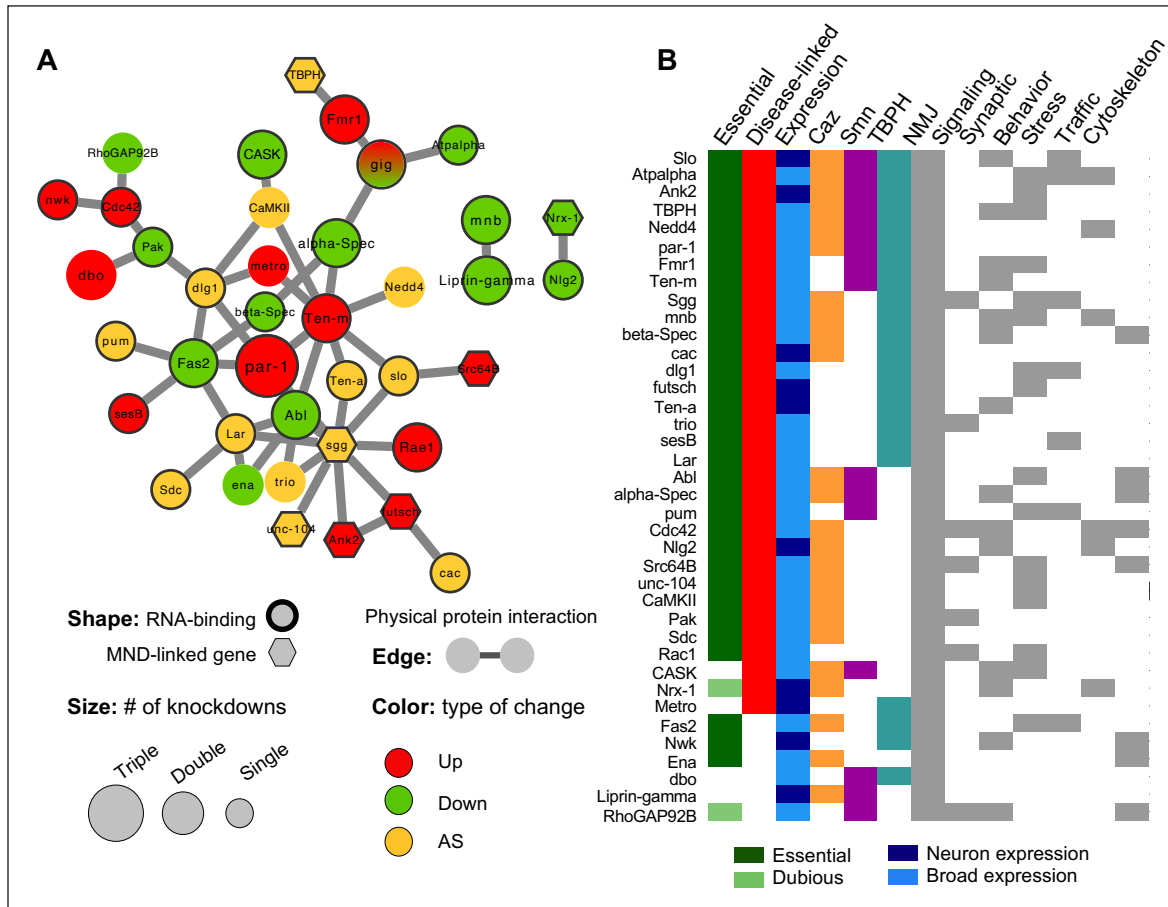 A
TBPH
Fmr1
Atpalpha
RhoGAP92B
CASK
gig
nwk
Cdc42
CaMKII
mnb
Nrx-1
Pak
alpha-Spec
dbo
metro
Liprin-gamma
Nlg2
dlg1
Nedd4
beta-Spec
Ten-m
pum
Fas2
par-1
Src64B
Ten-a
slo
sesB
Abl
Lar
sgg
Rae1
Sdc
ena
trio
futsch
unc-104
Ank2
cac
Shape: RNA-binding
MND-linked gene
Physical protein interaction
Edge:
Size: # of knockdowns
Triple
Double
Single
Color: type of change
Up
Down
AS
B
Essential
Disease-linked
Expression
Caz
Smn
TBPH
NMJ
Signaling
Synaptic
Behavior
Stress
Traffic
Cytoskeleton
Slo
Atpalpha
Ank2
TBPH
Nedd4
par-1
Fmr1
Ten-m
Sgg
mnb
beta-Spec
cac
dlg1
futsch
Ten-a
trio
sesB
Lar
Abl
alpha-Spec
pum
Cdc42
Nlg2
Src64B
unc-104
CaMKII
Pak
Sdc
Rac1
CASK
Nrx-1
Metro
Fas2
Nwk
Ena
dbo
Liprin-gamma
RhoGAP92B
Essential
Dubious
Neuron expression
Broad expression